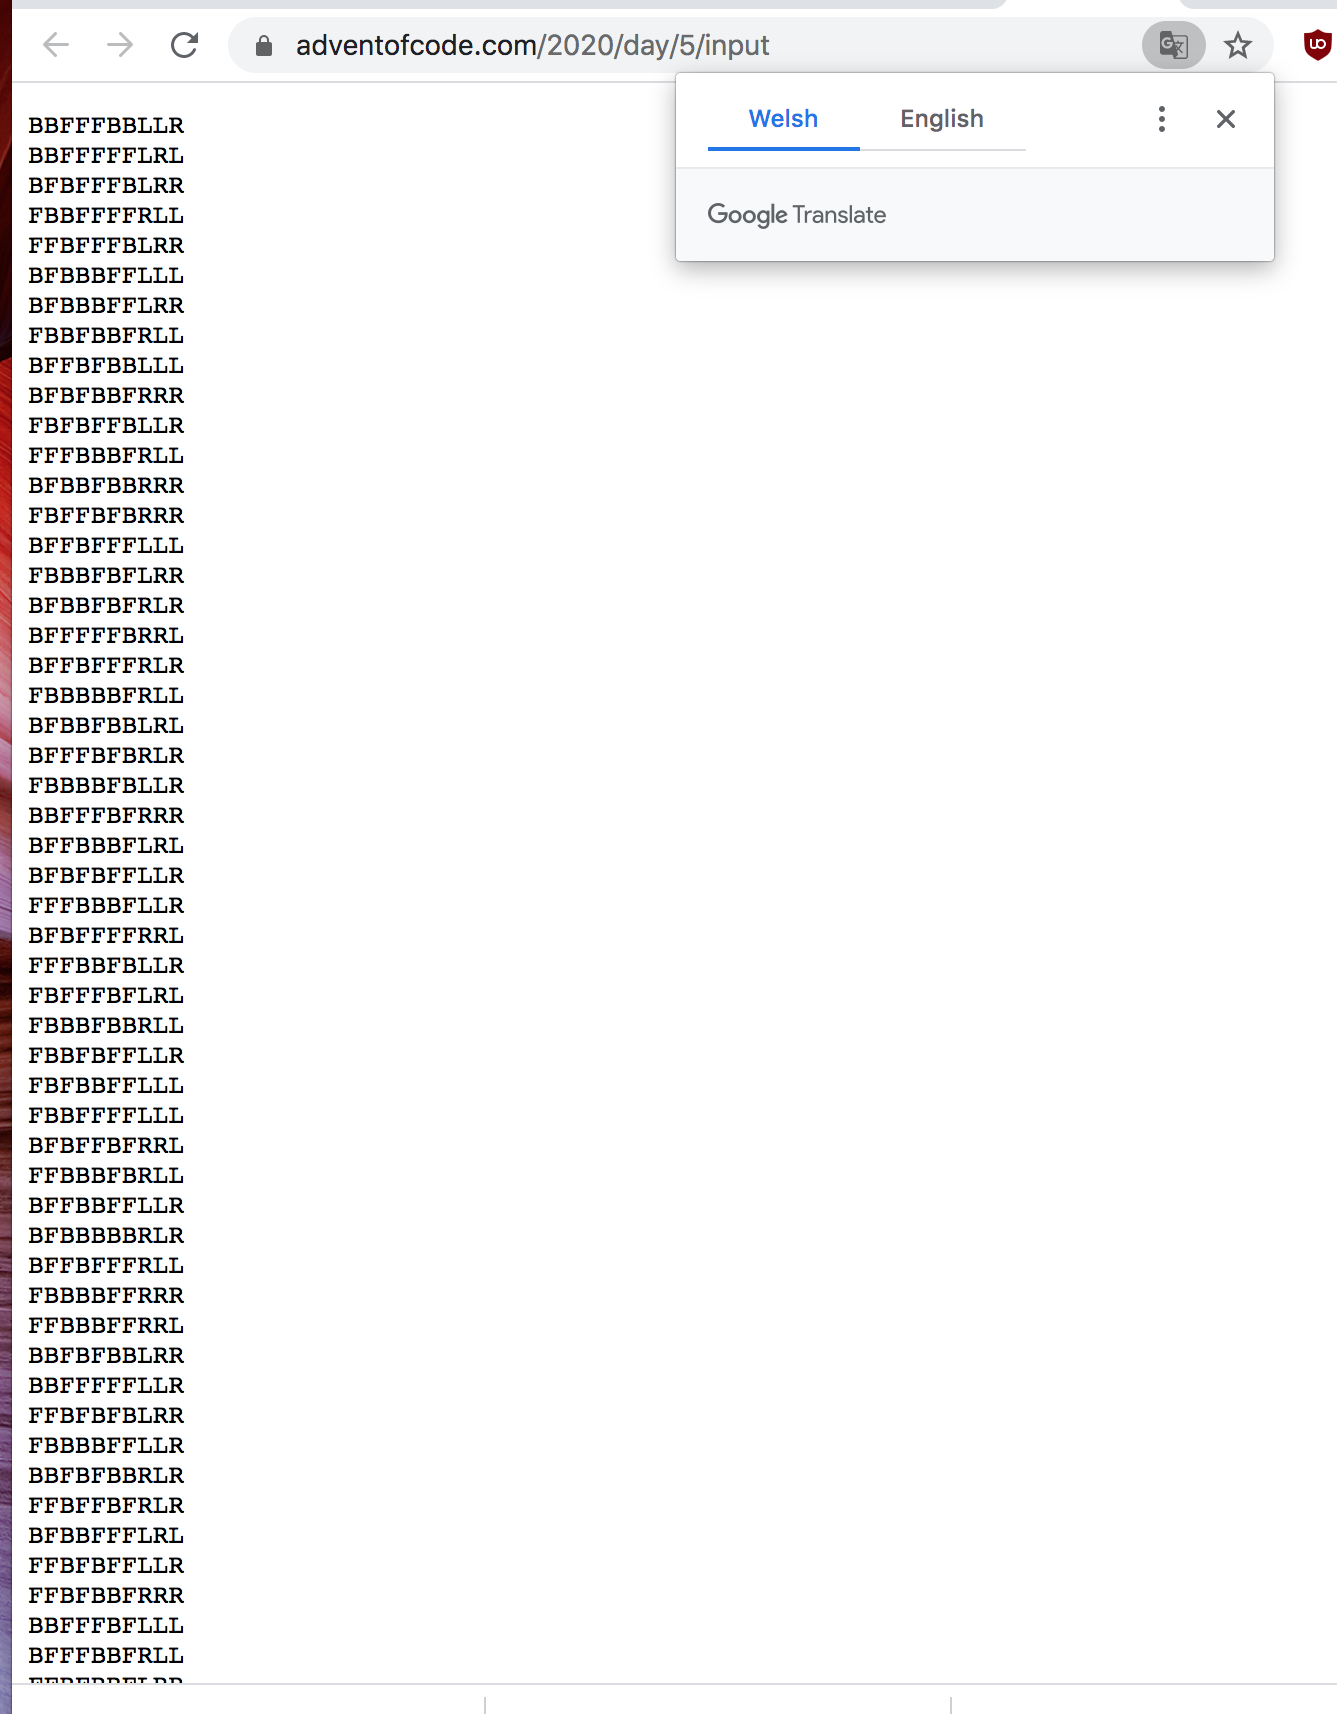 adventofcode.com/2020/day/5/input
Welsh English
Google Translate
BBFFFBBLLR
BBFFFFFLRL
BFBFFFBLRR
FBBFFFFRLL
FFBFFFBLRR
BFBBBFFLLL
BFBBBFFLRR
FBBFBBFRLL
BFFBFBBLLL
BFBFBBFRRR
FBFBFFBLLR
FFFBBBFRLL
BFBBFBBRRR
FBFFBFBRRR
BFFBFFFLLL
FBBBFBFLRR
BFBBFBFRLR
BFFFFFBRRL
BFFBFFFRLR
FBBBBBFRLL
BFBBFBBLRL
BFFFBFBRLR
FBBBBFBLLR
BBFFFBFRRR
BFFBBBFLRL
BFBFBFFLLR
FFFBBBFLLR
BFBFFFFRRL
FFFBBFBLLR
FBFFFBFLRL
FBBBFBBRLL
FBBFBFFLLR
FBFBBFFLLL
FBBFFFFLLL
BFBFFBFRRL
FFBBBFBRLL
BFFBBFFLLR
BFBBBBBRLR
BFFBFFFRLL
FBBBBFFRRR
FFBBBFFRRL
BBFBFBBLRR
BBFFFFFLLR
FFBFBFBLRR
FBBBBFFLLR
BBFBFBBRLR
FFBFFBFRLR
BFBBFFFLRL
FFBFBFFLLR
FFBFBBFRRR
BBFFFBFLLL
BFFFBBFRLL